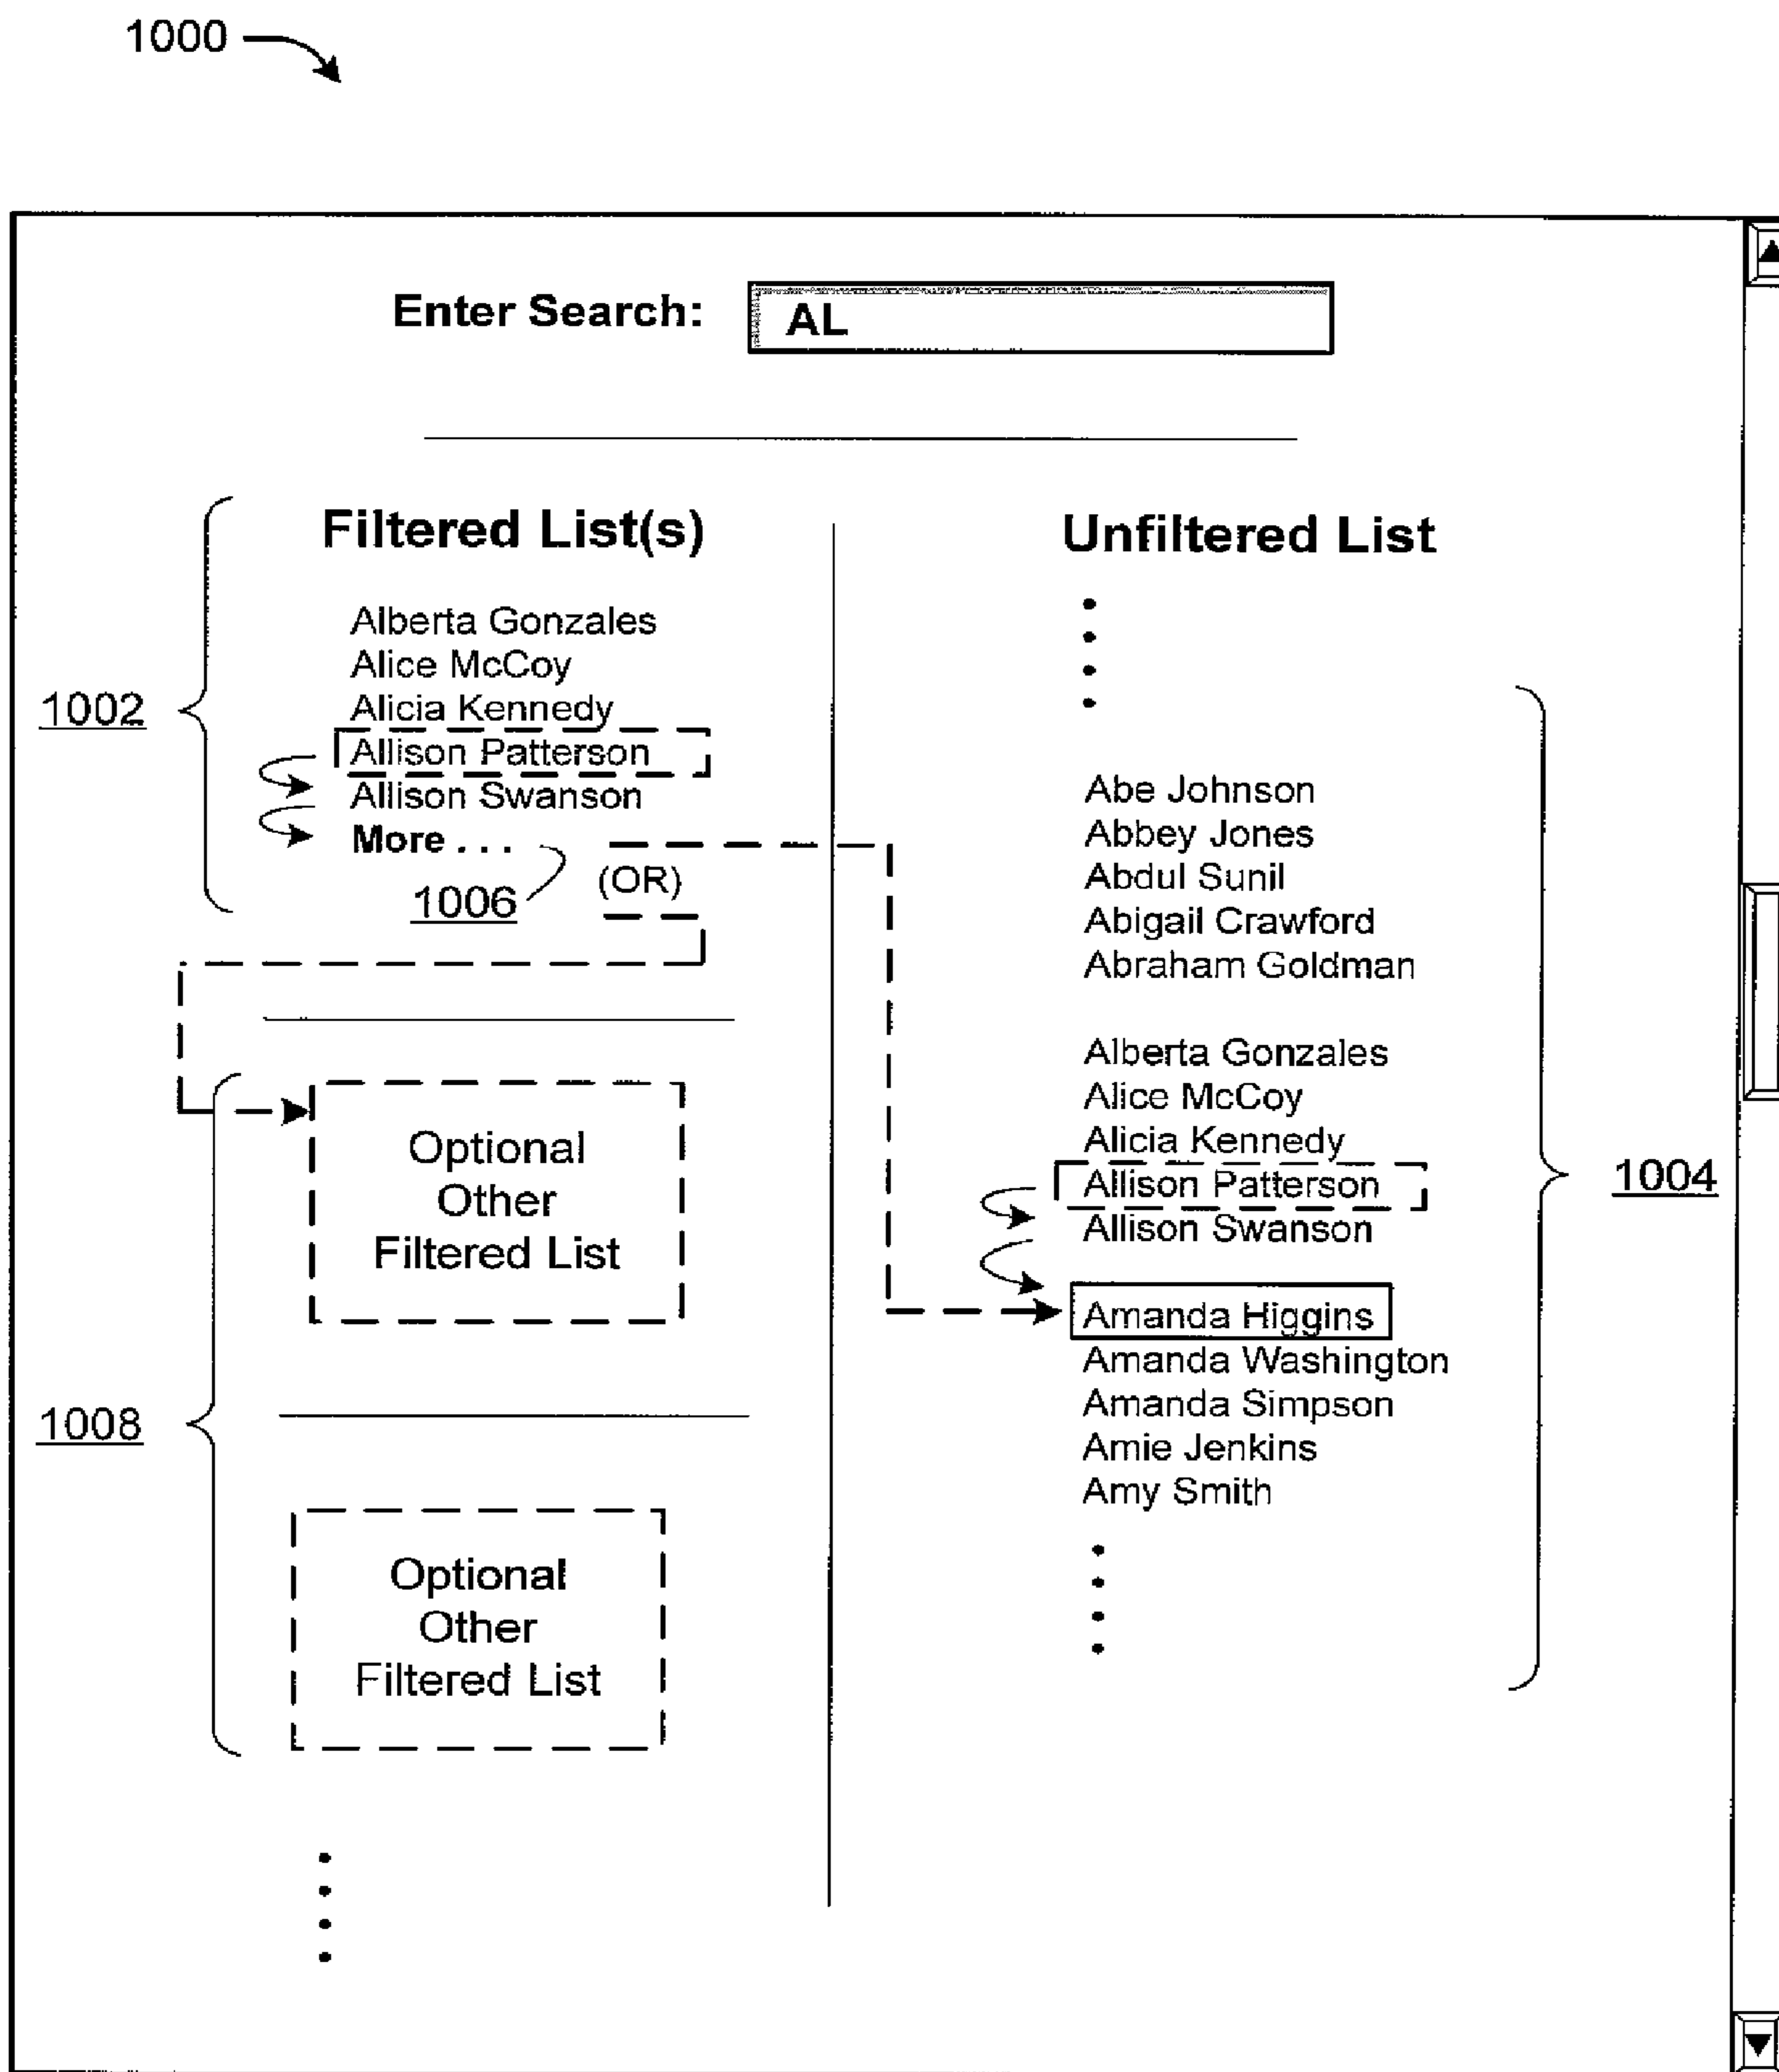 1000
Enter Search:
AL
Filtered List(s)
Alberta Gonzales
Alice McCoy
Alicia Kennedy
Allison Patterson
Allison Swanson
More . . .
1002
1006
(OR)
Optional
Other
Filtered List
1008
Optional
Other
Filtered List
Unfiltered List
Abe Johnson
Abbey Jones
Abdul Sunil
Abigail Crawford
Abraham Goldman
Alberta Gonzales
Alice McCoy
Alicia Kennedy
Allison Patterson
Allison Swanson
Amanda Higgins
Amanda Washington
Amanda Simpson
Amie Jenkins
Amy Smith
1004